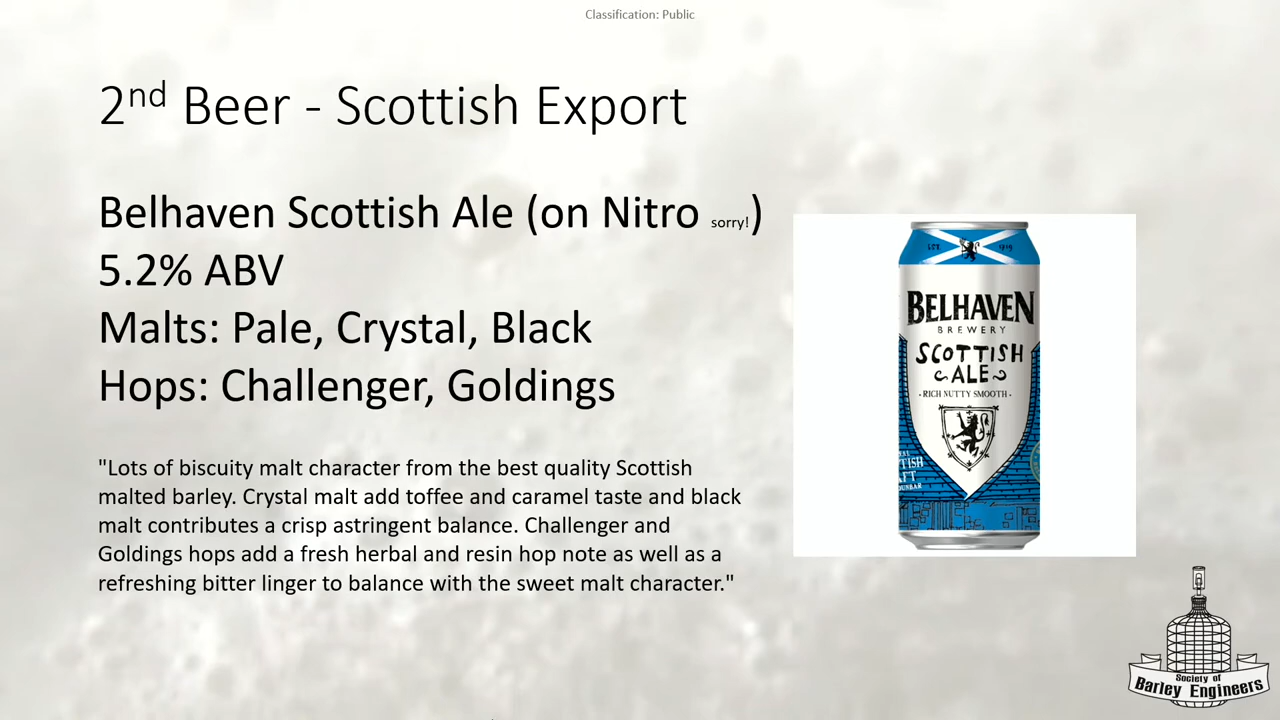 Classification: Public
2nd Beer - Scottish Export
Belhaven Scottish Ale (on Nitro sorry!)
5.2% ABV
Malts: Pale, Crystal, Black
Hops: Challenger, Goldings
"Lots of biscuity malt character from the best quality Scottish
malted barley. Crystal malt add toffee and caramel taste and black
malt contributes a crisp astringent balance. Challenger and
Goldings hops add a fresh herbal and resin hop note as well as a
refreshing bitter linger to balance with the sweet malt character."
BELHAVEN
BREWERY
SCOTTISH
ALE
- RICH NUTTY SMOOTH -
Society of
Barley Engineers